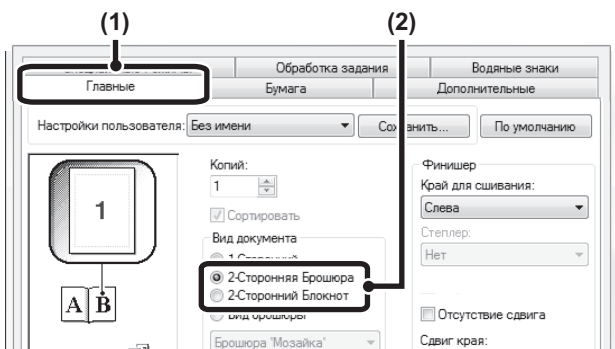 (1)
(2)
Обработка задания
Водяные знаки
Главные
Бумага
Дополнительные
Настройки пользователя:
Без имени
По умолчанию
Копий:
1
Сортировать
Вид документа
2-Сторонняя Брошюра
2-Сторонний Блокнот
Брошюра 'Мозайка'
Финишер
Край для сшивания:
Слева
Степлер:
Нет
Отсутствие сдвига
Сдвиг края:
1
A B